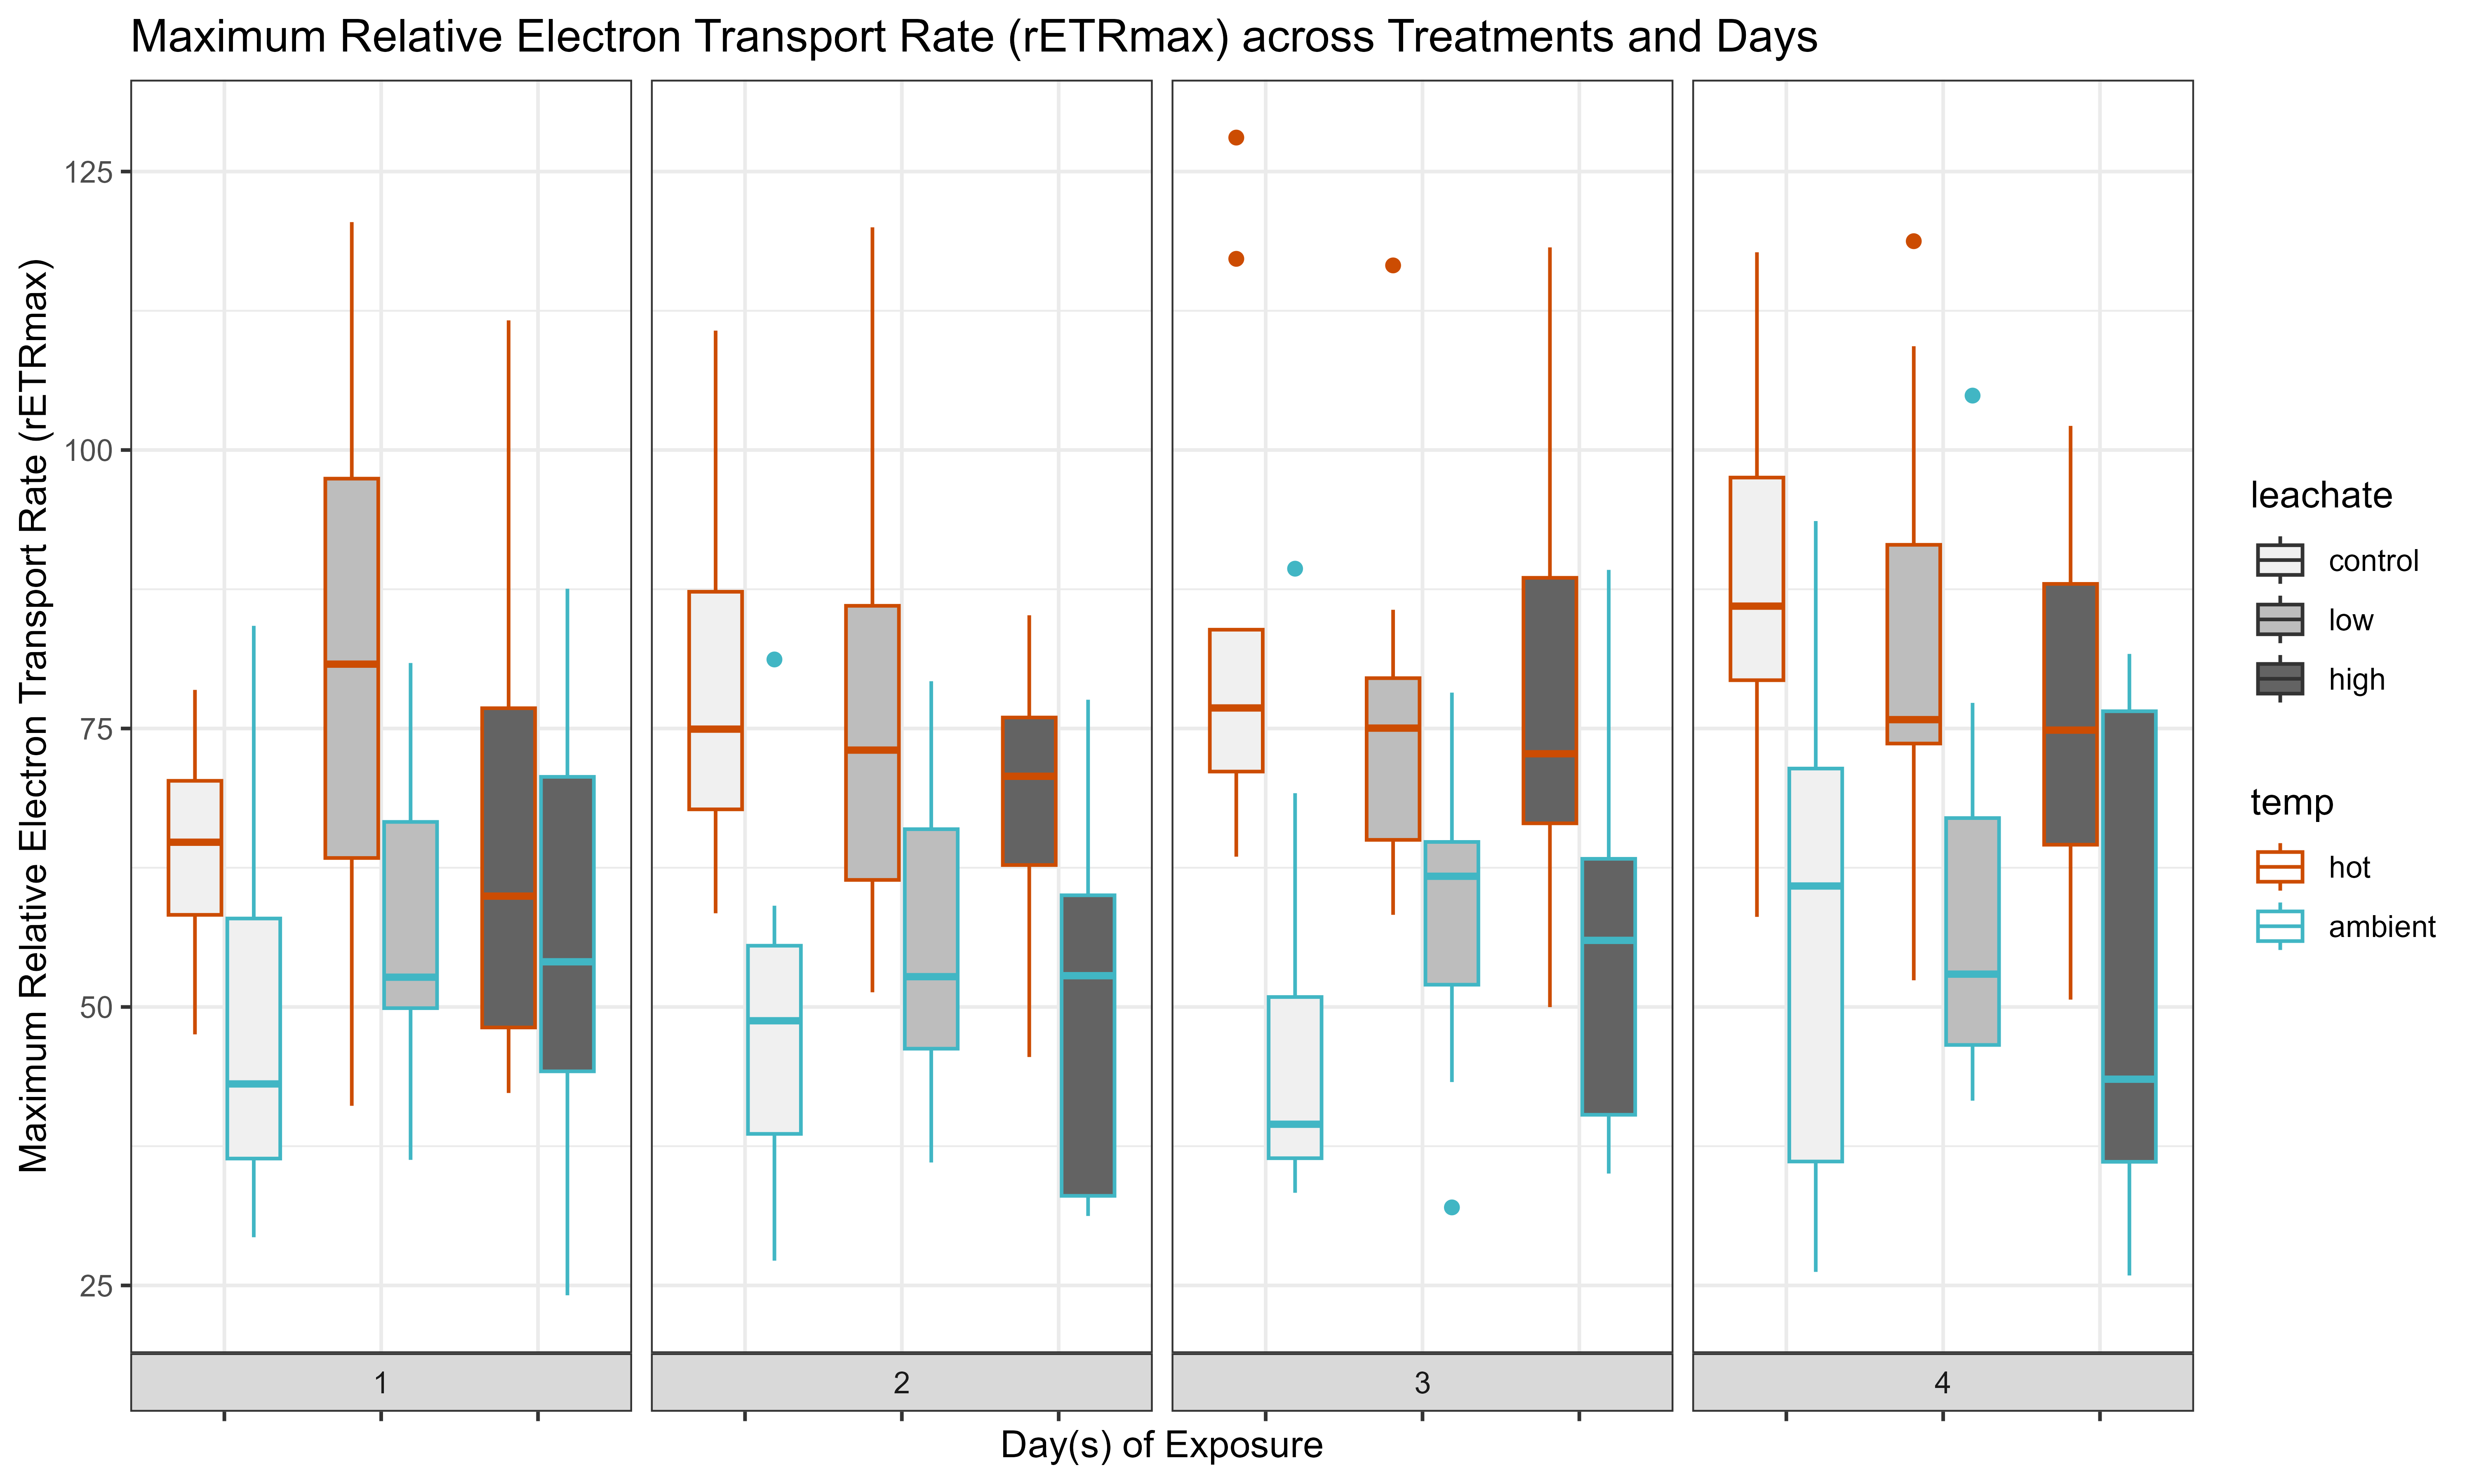 Maximum Relative Electron Transport Rate (rETRmax) across Treatments and Days
Maximum Relative Electron Transport Rate (rETRmax)
125
100
75
50
25
1
2
3
4
Day(s) of Exposure
leachate
control
low
high
temp
hot
ambient